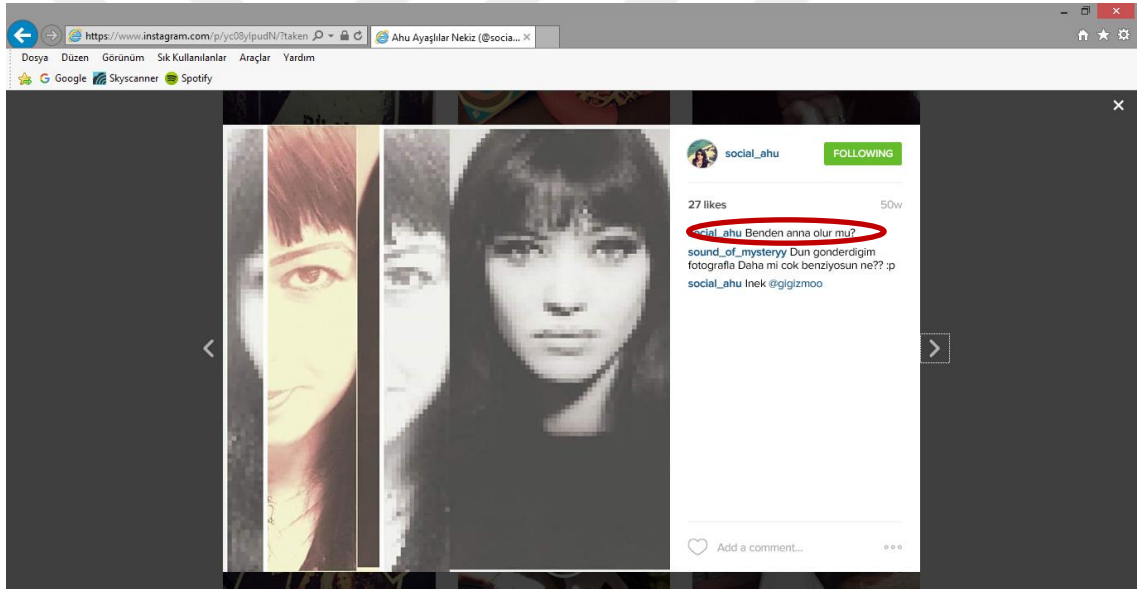 https://www.instagram.com/p/yc08ylpudN/?taken
Ahu Ayaşlılar Nekiz (@socia...
Dosya Düzen Görünüm Sık Kullanılanlar Araçlar Yardım
Google Skyscanner Spotify
social_ahu FOLLOWING
27 likes 50w
social_ahu Benden anna olur mu?
sound_of_mysteryy Dun gonderdigim
fotografla Daha mi cok benziyosun ne?? :p
social_ahu Inek @gigizmoo
Add a comment...